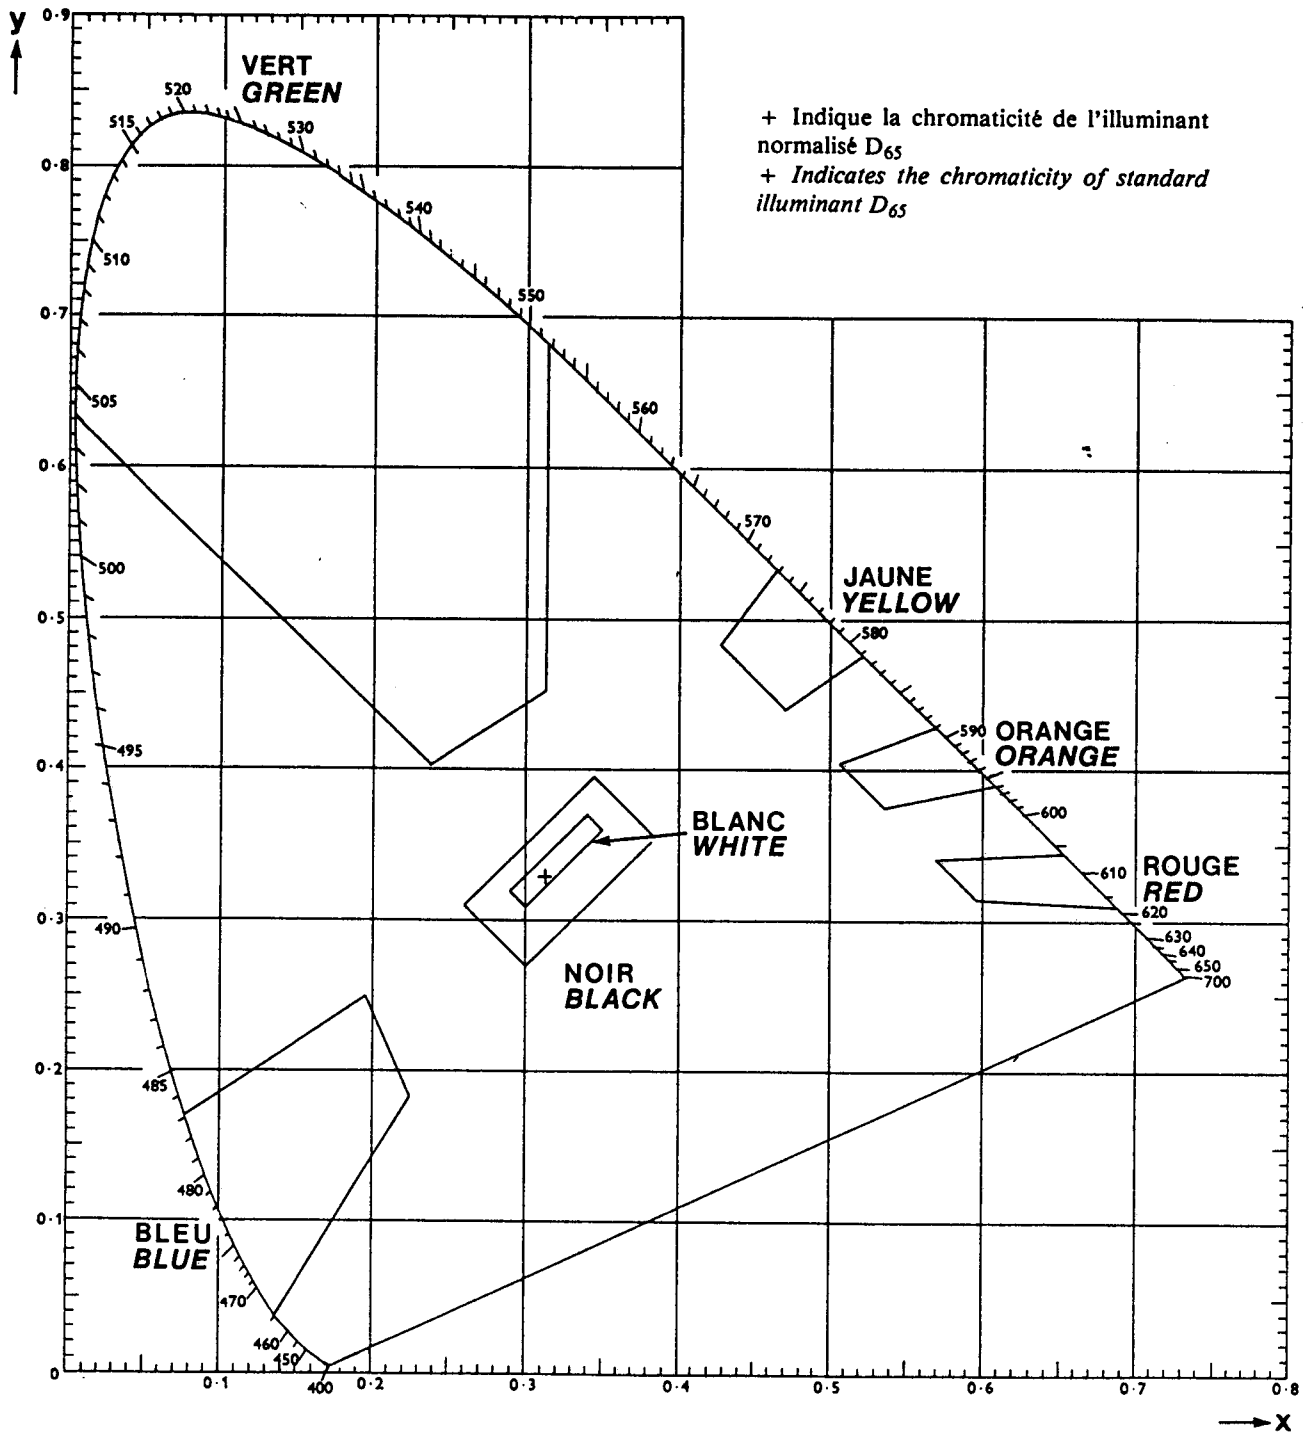 y
0·9
VERT
GREEN
520
515
530
+ Indique la chromaticité de l'illuminant
normalisé D65
+ Indicates the chromaticity of standard
illuminant D65
0·8
540
510
550
0·7
505
560
0·6
570
500
JAUNE
YELLOW
0·5
580
590
ORANGE
ORANGE
495
0·4
600
BLANC
WHITE
610
ROUGE
RED
620
0·3
490
630
640
650
700
NOIR
BLACK
0·2
485
480
0·1
BLEU
BLUE
470
460
450
0
0·1
400
0·2
0·3
0·4
0·5
0·6
0·7
0·8
x